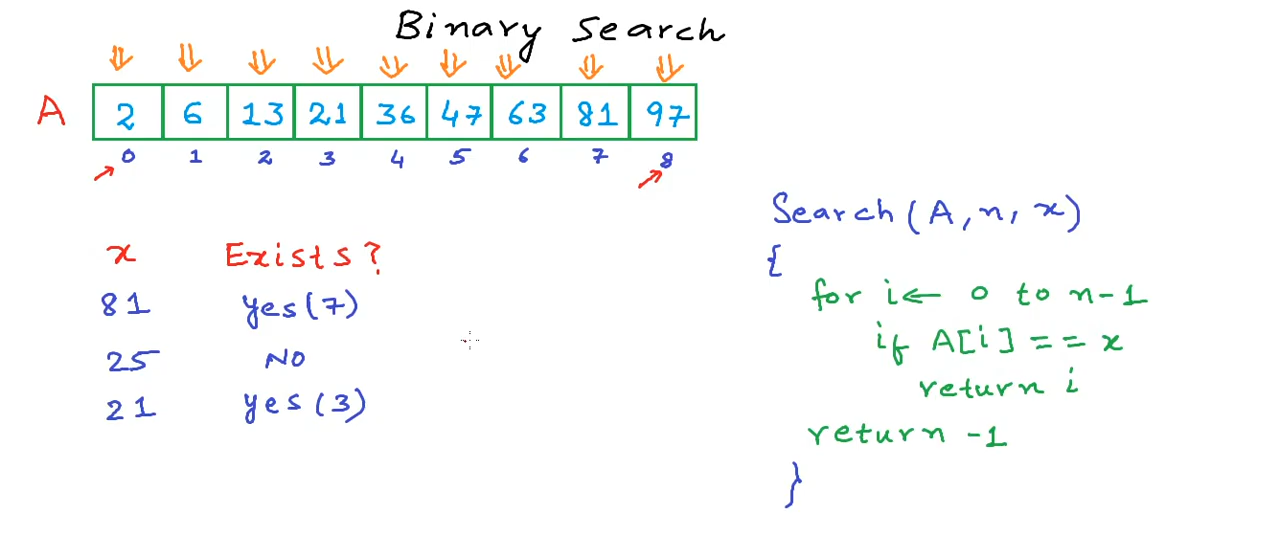 Binary Search
A 2 6 13 21 36 47 63 81 97
0 1 2 3 4 5 6 7 8
x Exists?
81 yes(7)
25 NO
21 yes(3)
Search(A, n, x)
{
for i← 0 to n-1
if A[i] == x
return i
return -1
}